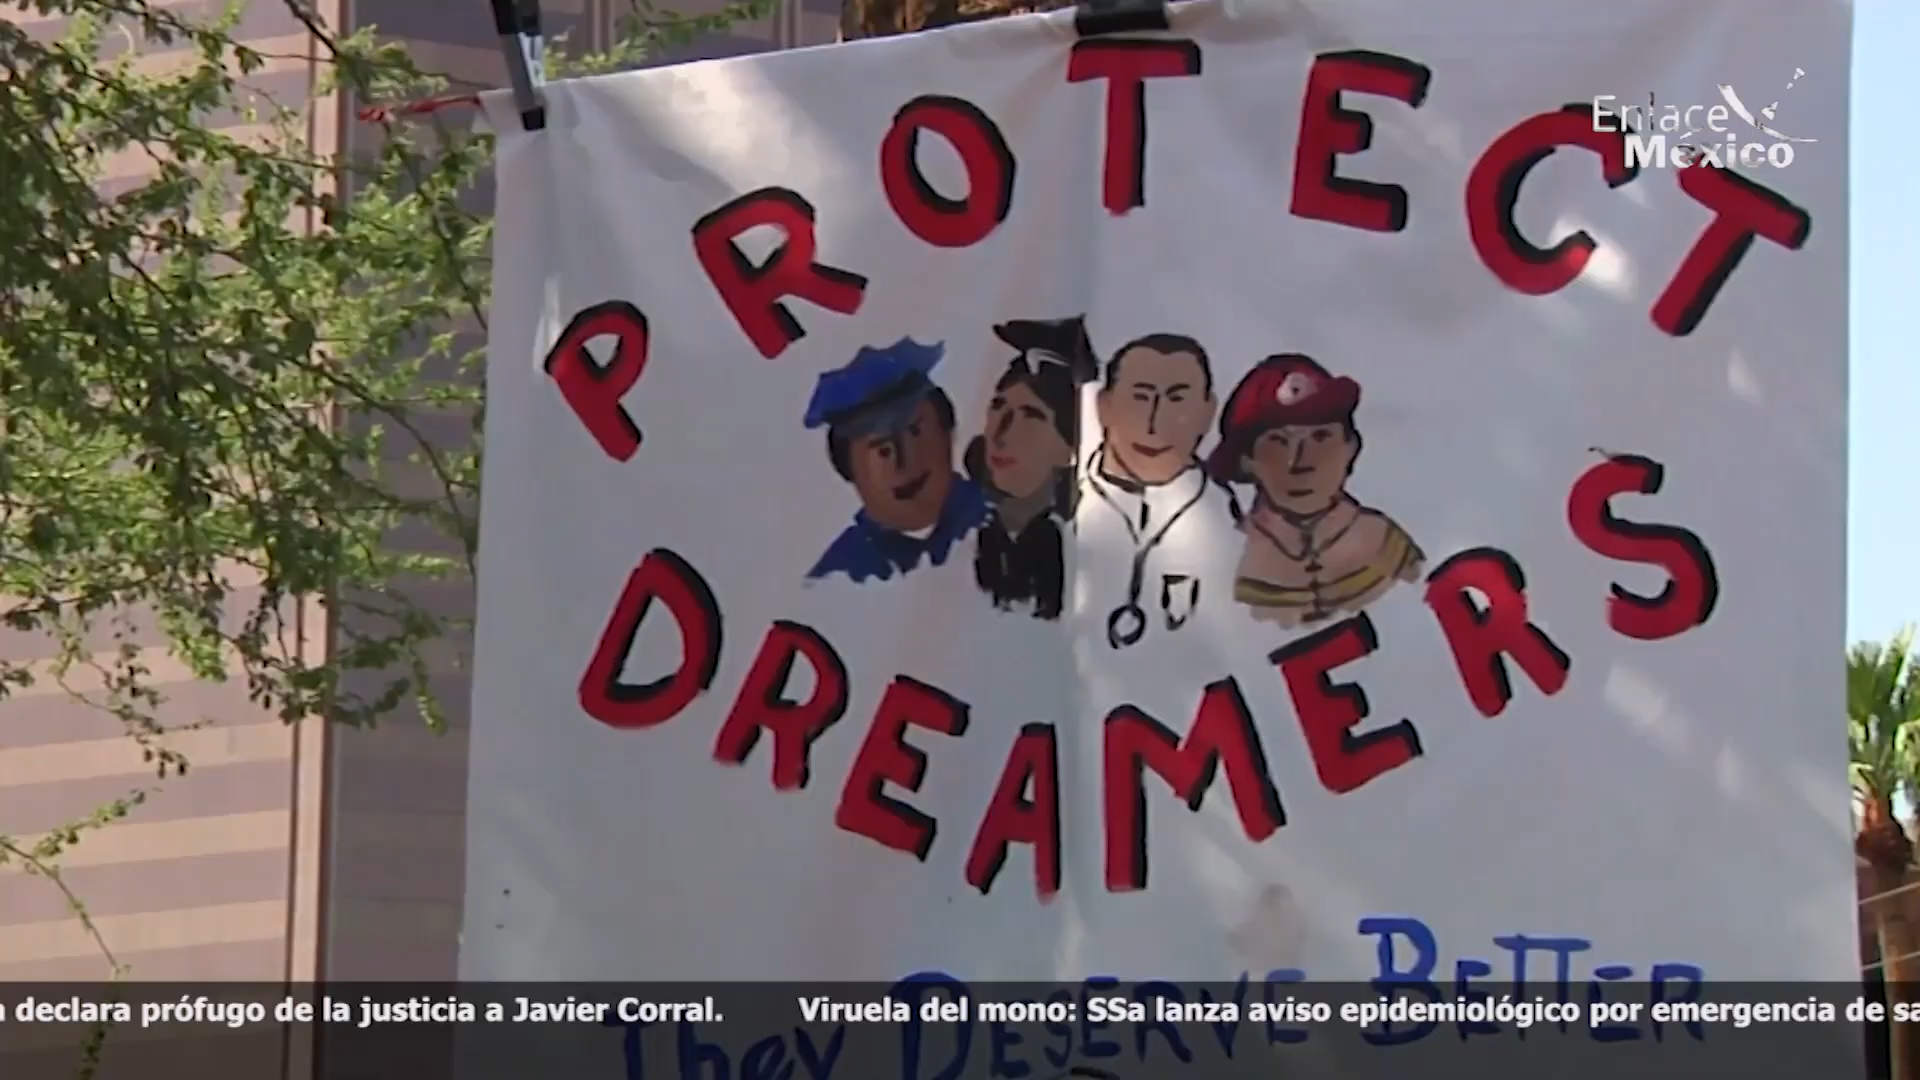 PROTECT
Enlace
México
DREAMERS
They DESERVE BETTER
declara prófugo de la justicia a Javier Corral. Viruela del mono: SSa lanza aviso epidemiológico por emergencia de